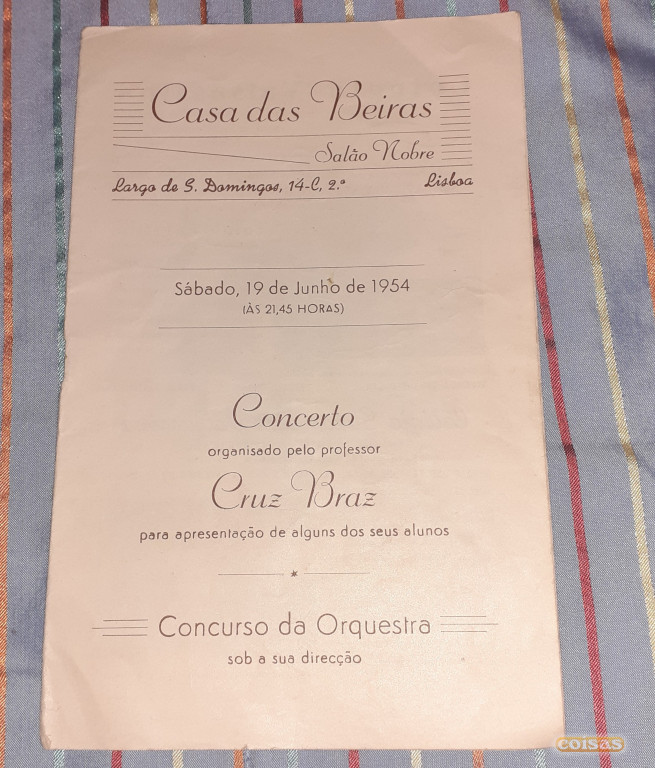 Casa das Beiras
Salão Nobre
Largo de S. Domingos, 14-C, 2.º Lisboa
Sábado, 19 de Junho de 1954
(ÀS 21,45 HORAS)
Concerto
organisado pelo professor
Cruz Braz
para apresentação de alguns dos seus alunos
Concurso da Orquestra
sob a sua direcção
coisas